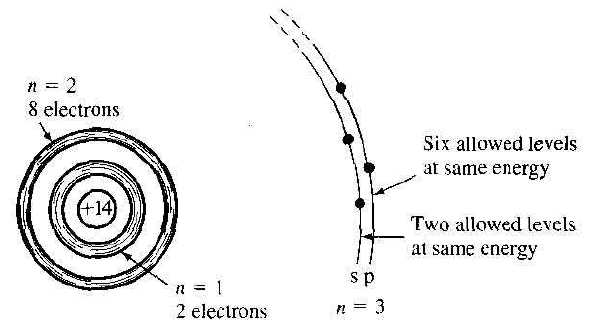 n = 2
8 electrons
+14
n = 1
2 electrons
Six allowed levels
at same energy
Two allowed levels
at same energy
s p
n = 3